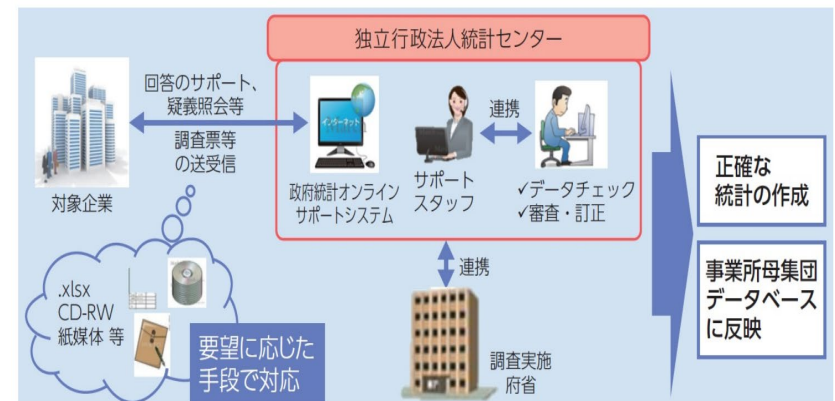 独立行政法人統計センター
回答のサポート、
疑義照会等
調査票等
の送受信
対象企業
インターネット
政府統計オンライン
サポートシステム
サポート
スタッフ
連携
✓データチェック
✓審査・訂正
連携
調査実施
府省
.xlsx
CD-RW
紙媒体 等
要望に応じた
手段で対応
正確な
統計の作成
事業所母集団
データベース
に反映